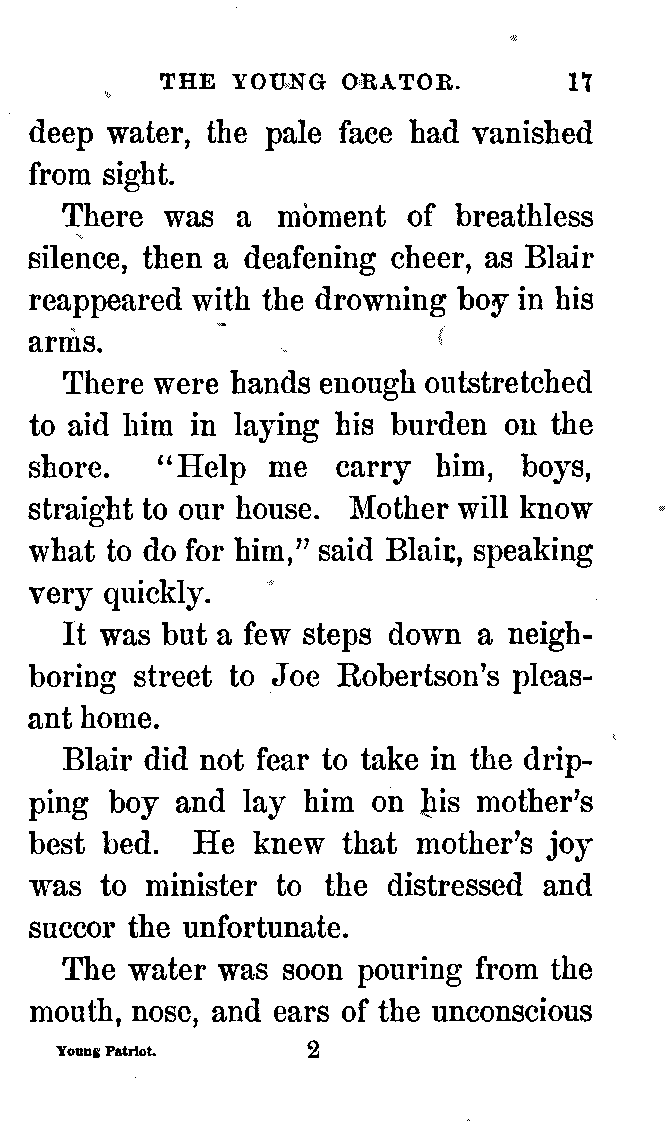 THE YOUNG ORATOR. 17
deep water, the pale face had vanished
from sight.
There was a moment of breathless
silence, then a deafening cheer, as Blair
reappeared with the drowning boy in his
arms.
There were hands enough outstretched
to aid him in laying his burden on the
shore. “Help me carry him, boys,
straight to our house. Mother will know
what to do for him,” said Blair, speaking
very quickly.
It was but a few steps down a neigh-
boring street to Joe Robertson’s pleas-
ant home.
Blair did not fear to take in the drip-
ping boy and lay him on his mother’s
best bed. He knew that mother’s joy
was to minister to the distressed and
succor the unfortunate.
The water was soon pouring from the
mouth, nose, and ears of the unconscious
Young Patriot. 2